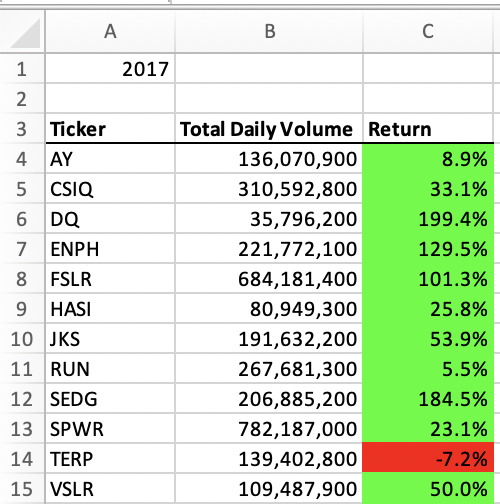 A B C
1 2017
2
3 Ticker Total Daily Volume Return
4 AY 136,070,900 8.9%
5 CSIQ 310,592,800 33.1%
6 DQ 35,796,200 199.4%
7 ENPH 221,772,100 129.5%
8 FSLR 684,181,400 101.3%
9 HASI 80,949,300 25.8%
10 JKS 191,632,200 53.9%
11 RUN 267,681,300 5.5%
12 SEDG 206,885,200 184.5%
13 SPWR 782,187,000 23.1%
14 TERP 139,402,800 -7.2%
15 VSLR 109,487,900 50.0%